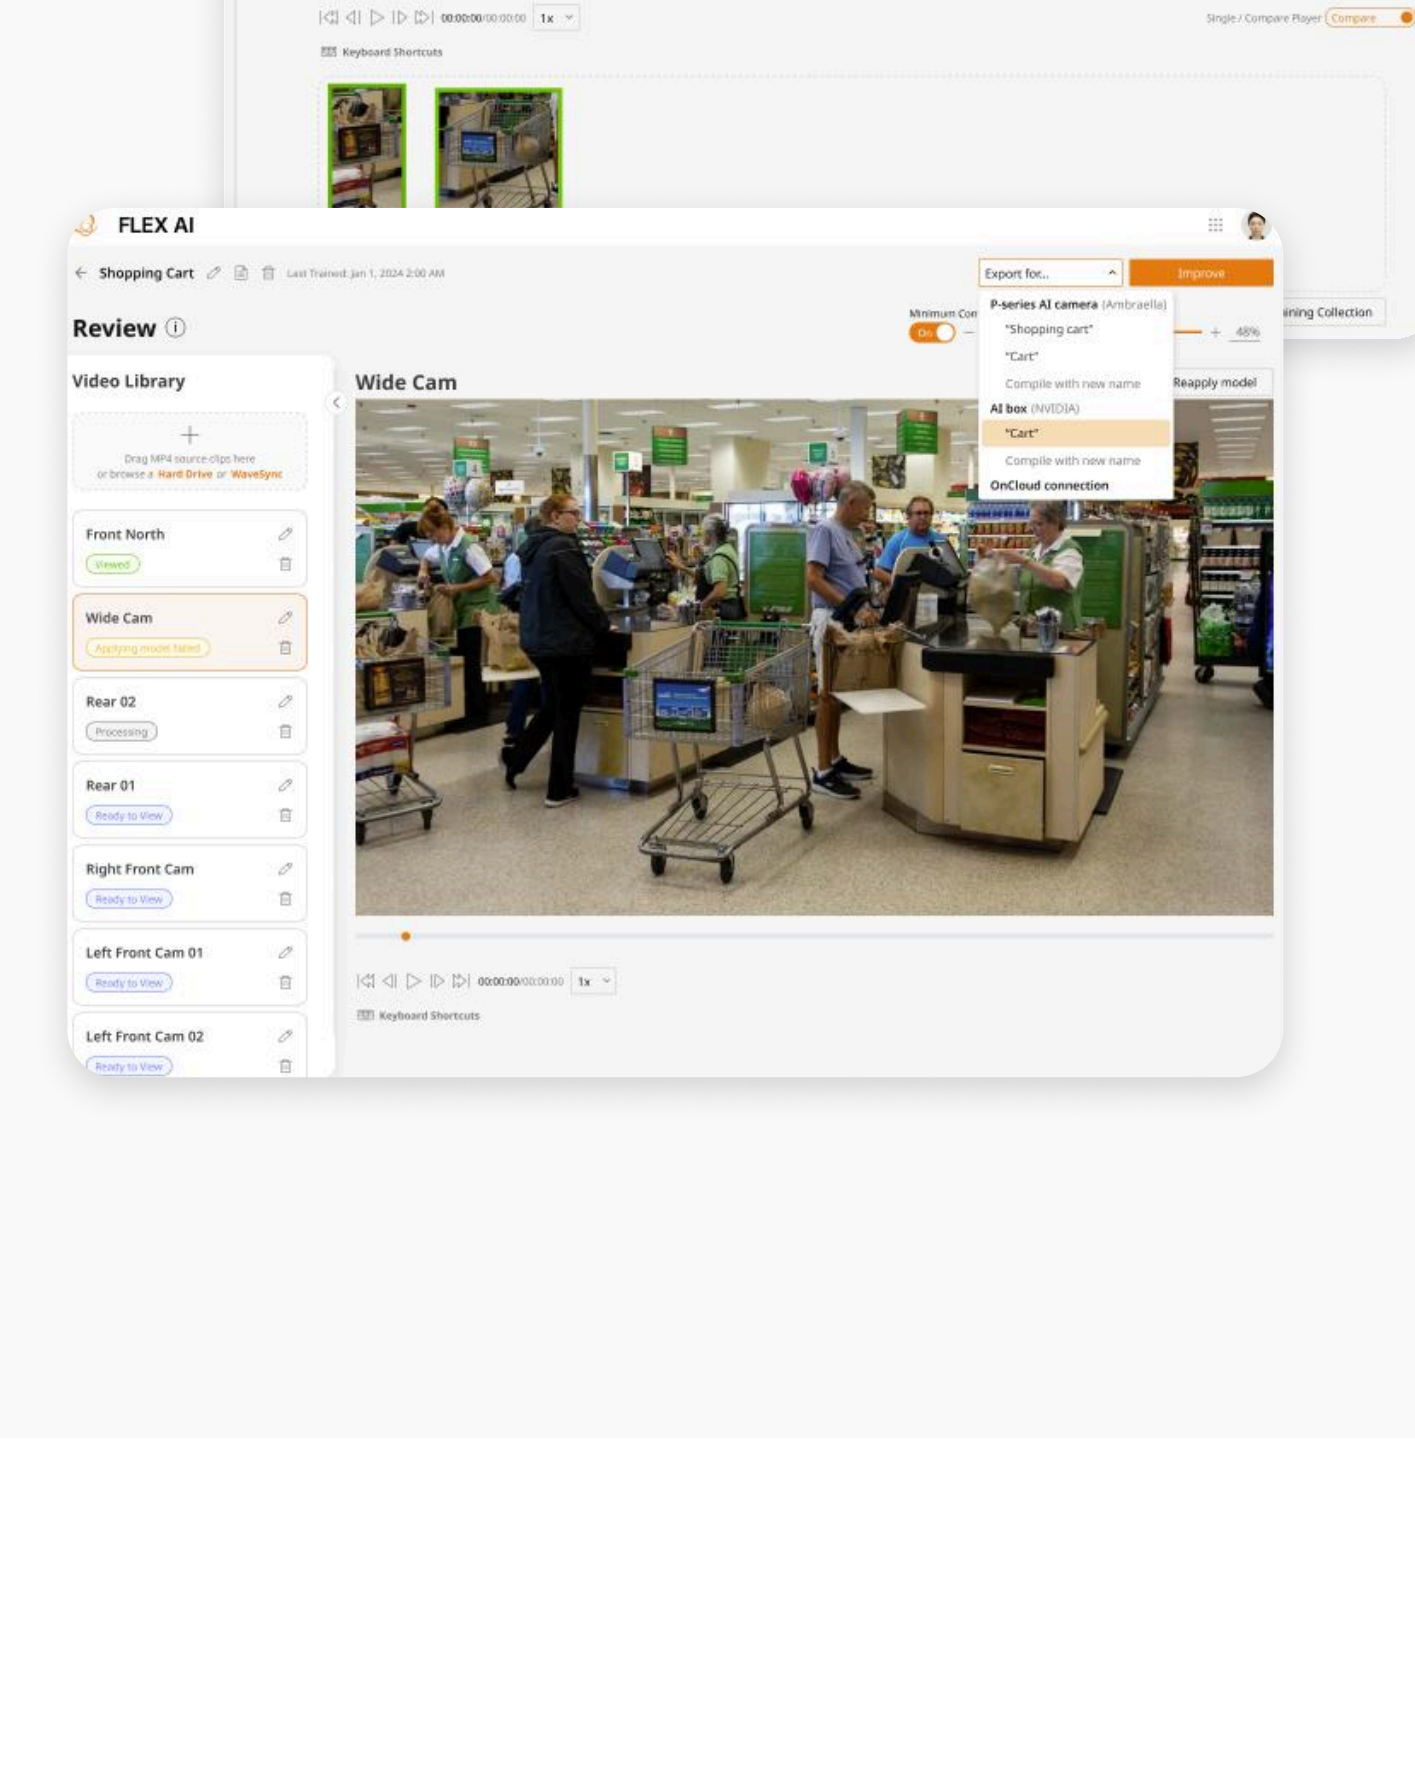 00:00:00/00:00:00 1x
Single / Compare Player Compare
Keyboard Shortcuts
FLEX AI
Shopping Cart Last Trained: Jan 1, 2024 2:00 AM
Export for... Improve
Review
Minimum Con
On
48%
ining Collection
P-series AI camera (Ambraella)
"Shopping cart"
"Cart"
Compile with new name
AI box (NVIDIA)
"Cart"
Compile with new name
OnCloud connection
Video Library
Drag MP4 source clips here
or browse a Hard Drive or WaveSync
Front North
Viewed
Wide Cam
Applying model failed
Rear 02
Processing
Rear 01
Ready to View
Right Front Cam
Ready to View
Left Front Cam 01
Ready to View
Left Front Cam 02
Ready to View
Wide Cam
Reapply model
00:00:00/00:00:00 1x
Keyboard Shortcuts